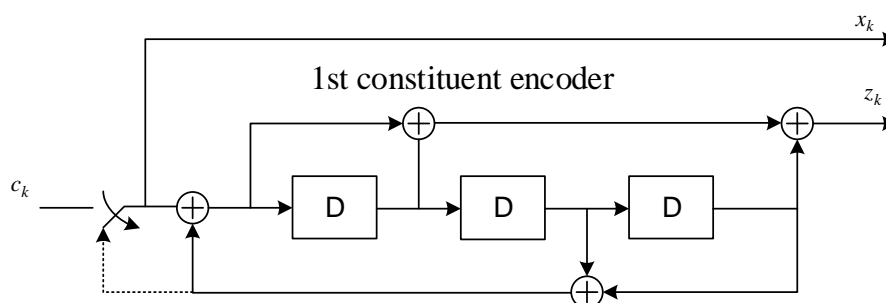 x_k
1st constituent encoder
z_k
c_k
D D D